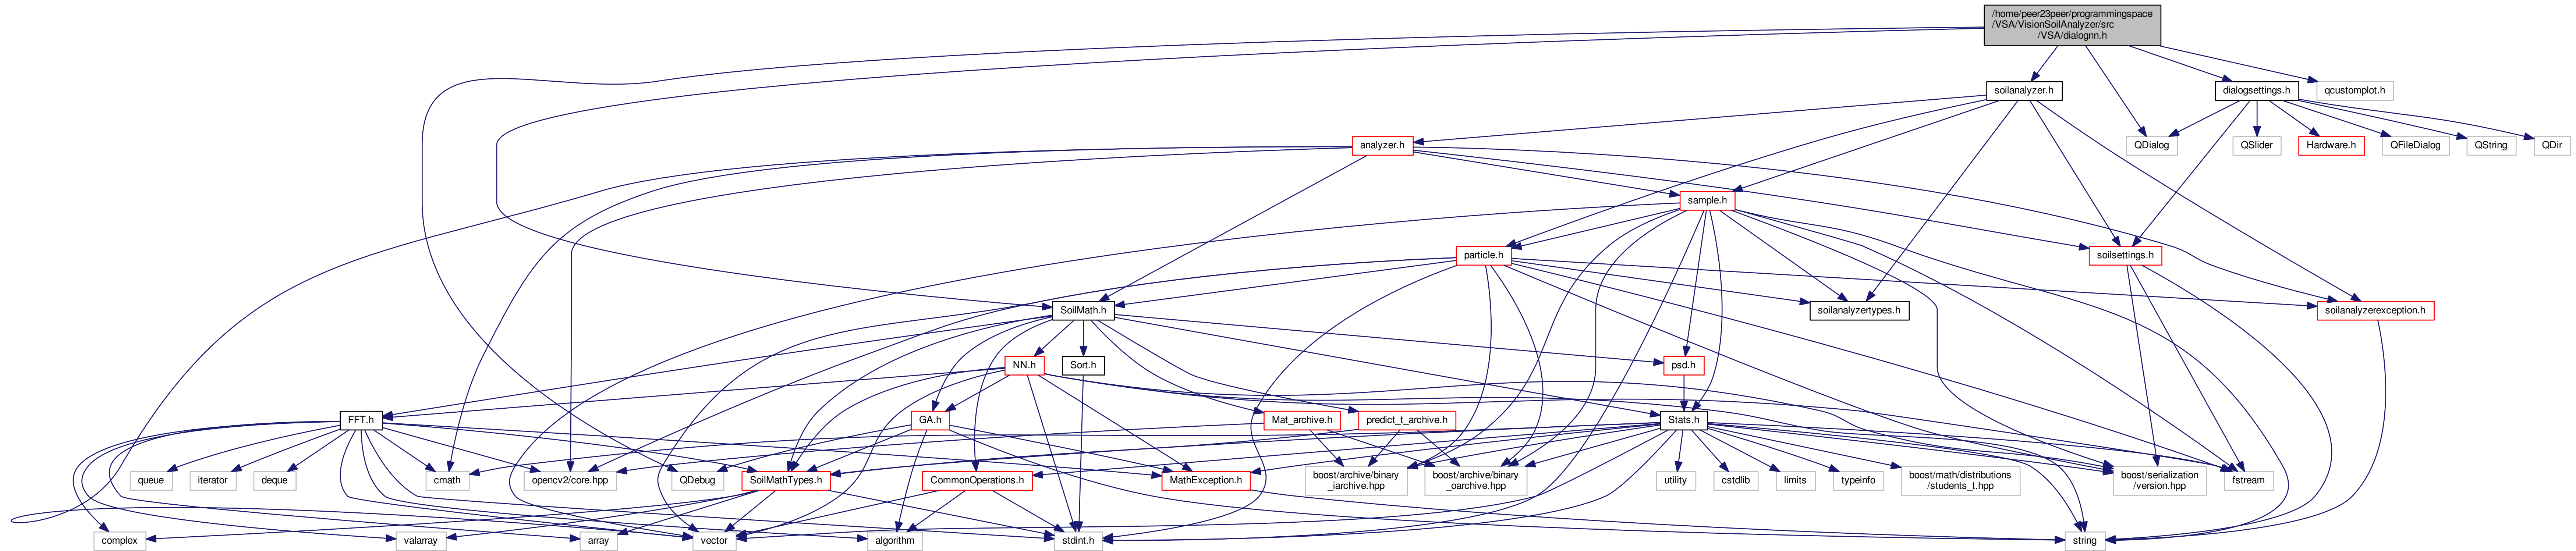 /home/peer23peer/programmingspace
/VSA/VisionSoilAnalyzer/src
/VSA/dialognn.h
soilanalyzer.h
dialogsettings.h
qcustomplot.h
analyzer.h
QDialog
QSlider
Hardware.h
QFileDialog
QString
QDir
sample.h
particle.h
soilsettings.h
SoilMath.h
soilanalyzertypes.h
soilanalyzerexception.h
NN.h
Sort.h
psd.h
FFT.h
GA.h
Mat_archive.h
predict_t_archive.h
Stats.h
queue
iterator
deque
cmath
opencv2/core.hpp
QDebug
SoilMathTypes.h
CommonOperations.h
MathException.h
boost/archive/binary
_iarchive.hpp
boost/archive/binary
_oarchive.hpp
utility
cstdlib
limits
typeinfo
boost/math/distributions
/students_t.hpp
boost/serialization
/version.hpp
fstream
complex
valarray
array
vector
algorithm
stdint.h
string